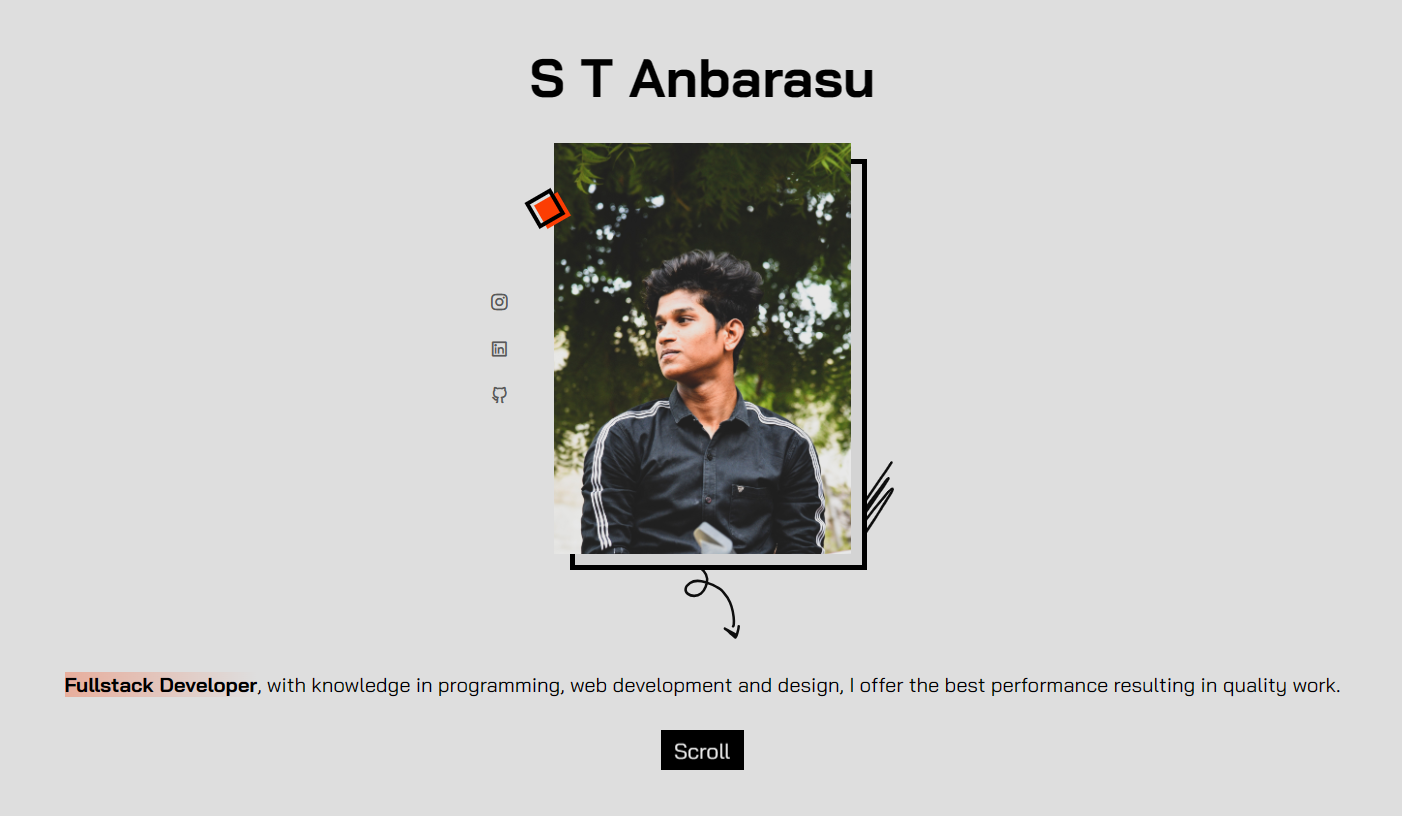 S T Anbarasu
Fullstack Developer, with knowledge in programming, web development and design, I offer the best performance resulting in quality work.
Scroll